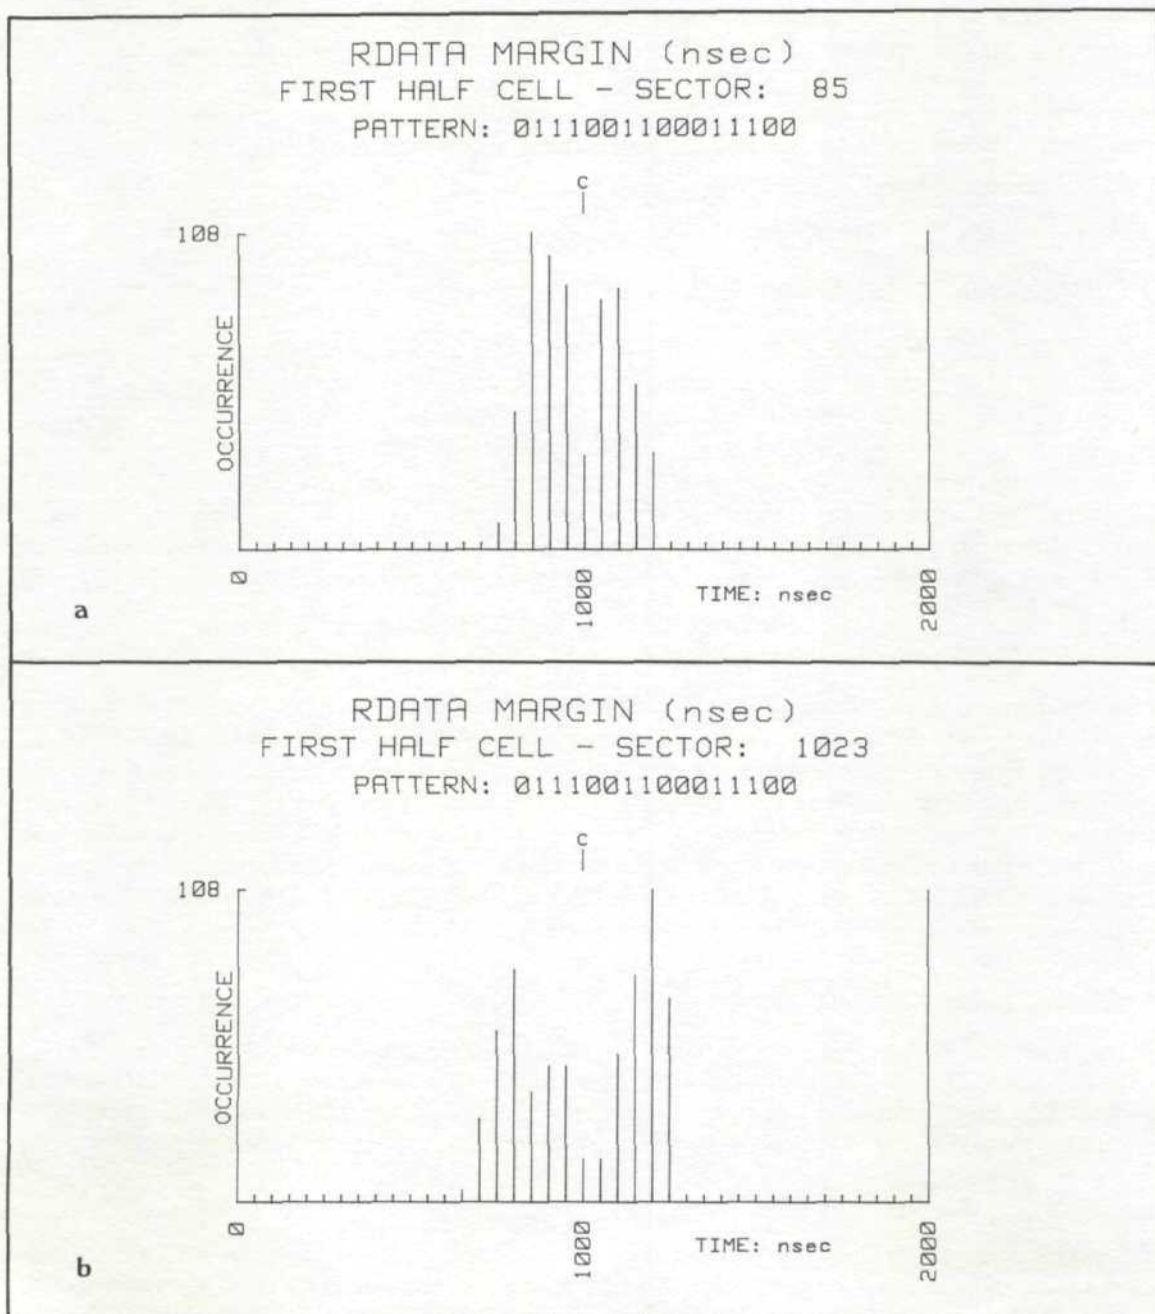 RDATA MARGIN (nsec)
FIRST HALF CELL - SECTOR: 85
PATTERN: 0111001100011100
C
108
OCCURRENCE
0
1000
TIME: nsec
2000
a
RDATA MARGIN (nsec)
FIRST HALF CELL - SECTOR: 1023
PATTERN: 0111001100011100
C
108
OCCURRENCE
0
1000
TIME: nsec
2000
b